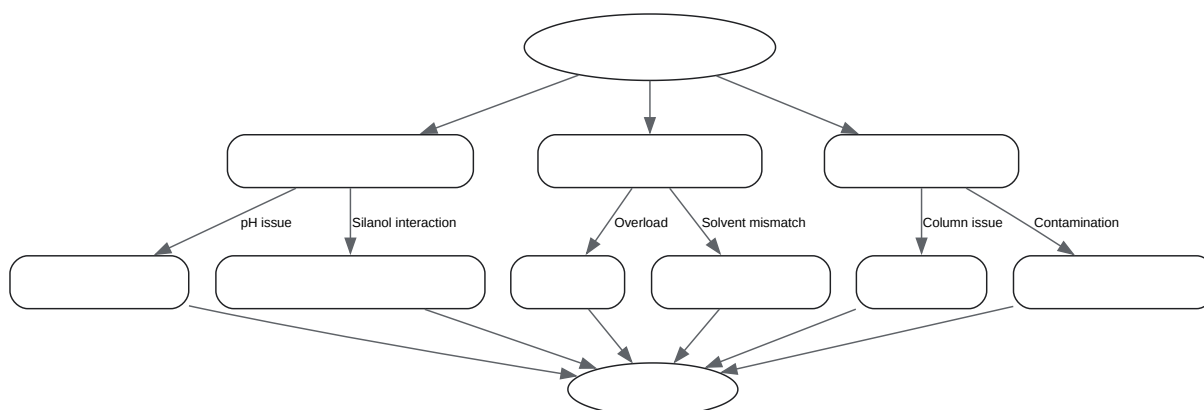 pH issue
Silanol interaction
Overload
Solvent mismatch
Column issue
Contamination